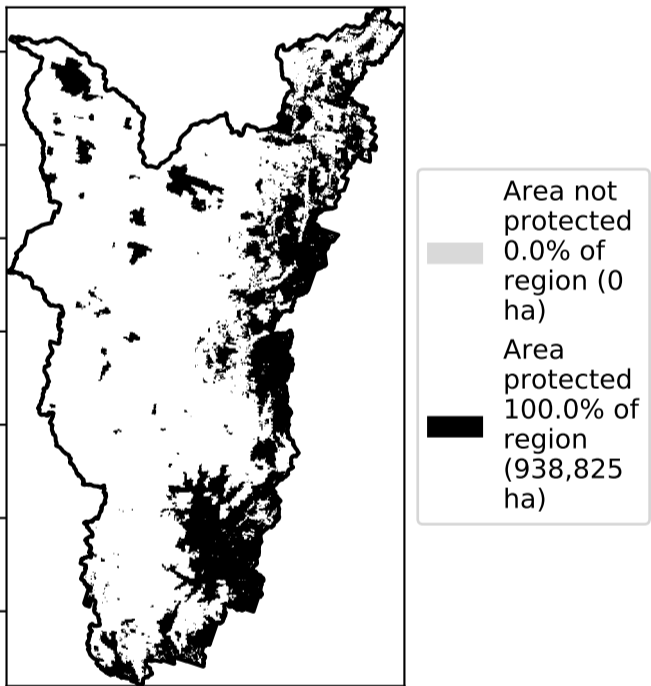 Area not
protected
0.0% of
region (0
ha)
Area
protected
100.0% of
region
(938,825
ha)